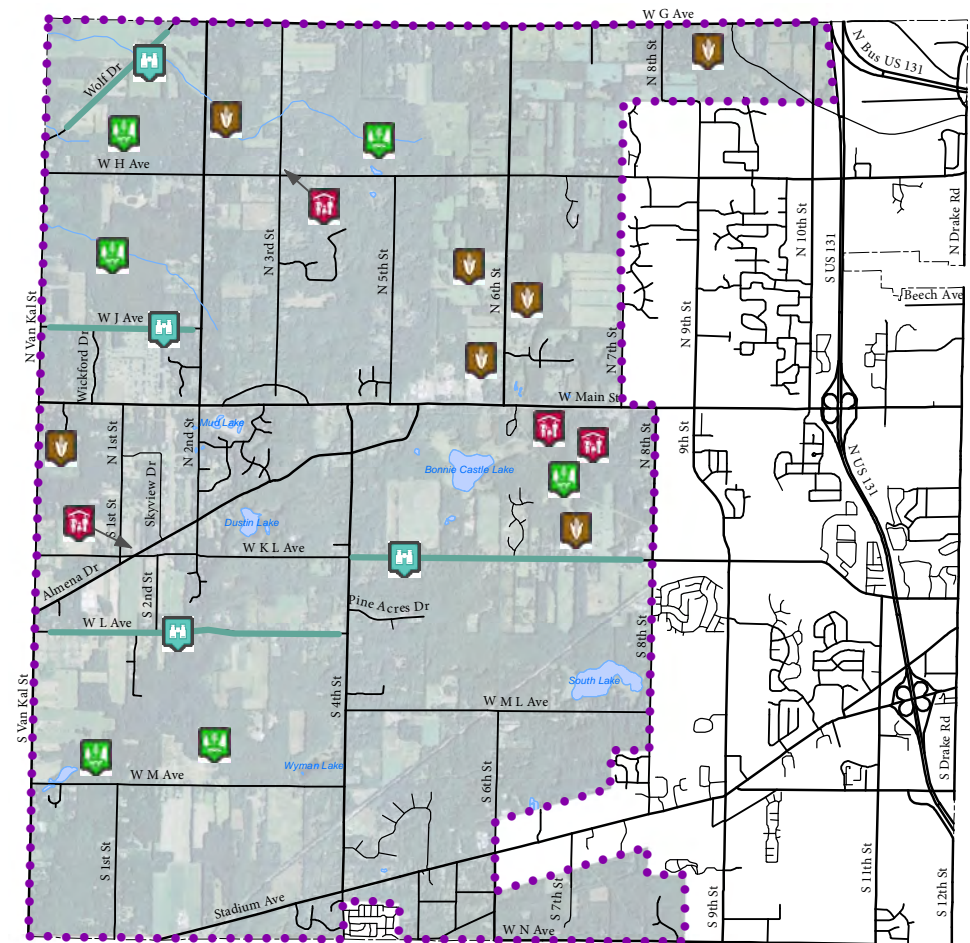 W G Ave
N Bus US 131
N 8th St
Wolf Dr
W H Ave
N Drake Rd
N 10th St
N 3rd St
S US 131
N 5th St
N 6th St
Beech Ave
N Van Kal St
W J Ave
N 9th St
N 7th St
Wickford Dr
W Main St
Mud Lake
N 1st St
N 2nd St
N 8th St
9th St
Bonnie Castle Lake
N US 131
Skyview Dr
S 1st St
Dustin Lake
W K L Ave
Almena Dr
S 2nd St
Pine Acres Dr
W L Ave
S 8th St
South Lake
S Van Kal St
S 4th St
W M L Ave
S Drake Rd
Wyman Lake
W M Ave
S 6th St
S 1st St
S 11th St
S 7th St
S 9th St
S 12th St
Stadium Ave
W N Ave